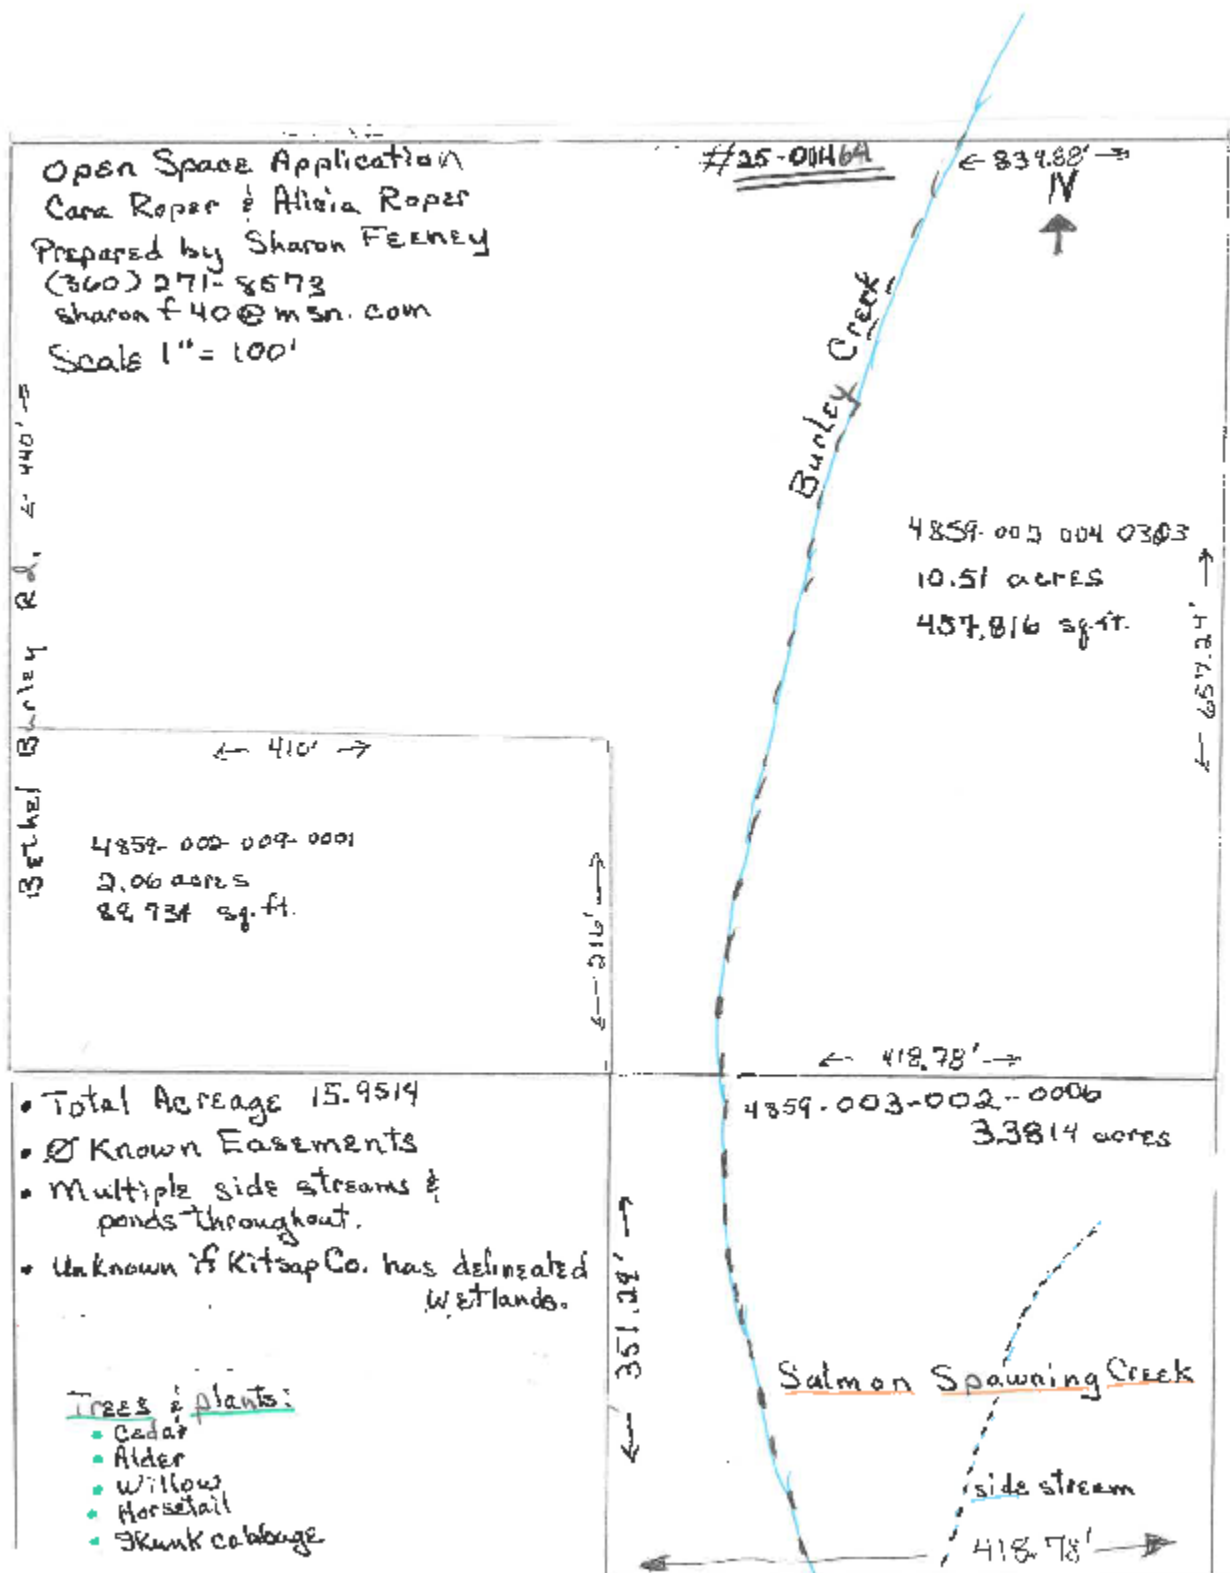 Open Space Application
Cara Roper & Alicia Roper
Prepared by Sharon Feeney
(360) 271-8573
sharon f 40@msn.com
Scale 1" = 100'
#25-00464
← 839.88' →
N
Burley Creek
Bethel Burley Rd. ← 440' →
4859-002 004 0303
10.51 acres
457,816 sq.ft.
← 657.24' →
← 410' →
4859-002-009-0001
2.06 acres
89,734 sq.ft.
← 216' →
← 418.78' →
4859-003-002-0006
3.3814 acres
• Total Acreage 15.9514
• Ø Known Easements
• Multiple side streams &
ponds throughout.
• Unknown if Kitsap Co. has delineated
Wetlands.
← 351.29' →
Trees & plants:
• Cedar
• Alder
• Willow
• Horsetail
• Skunk cabbage
Salmon Spawning Creek
side stream
418.78'